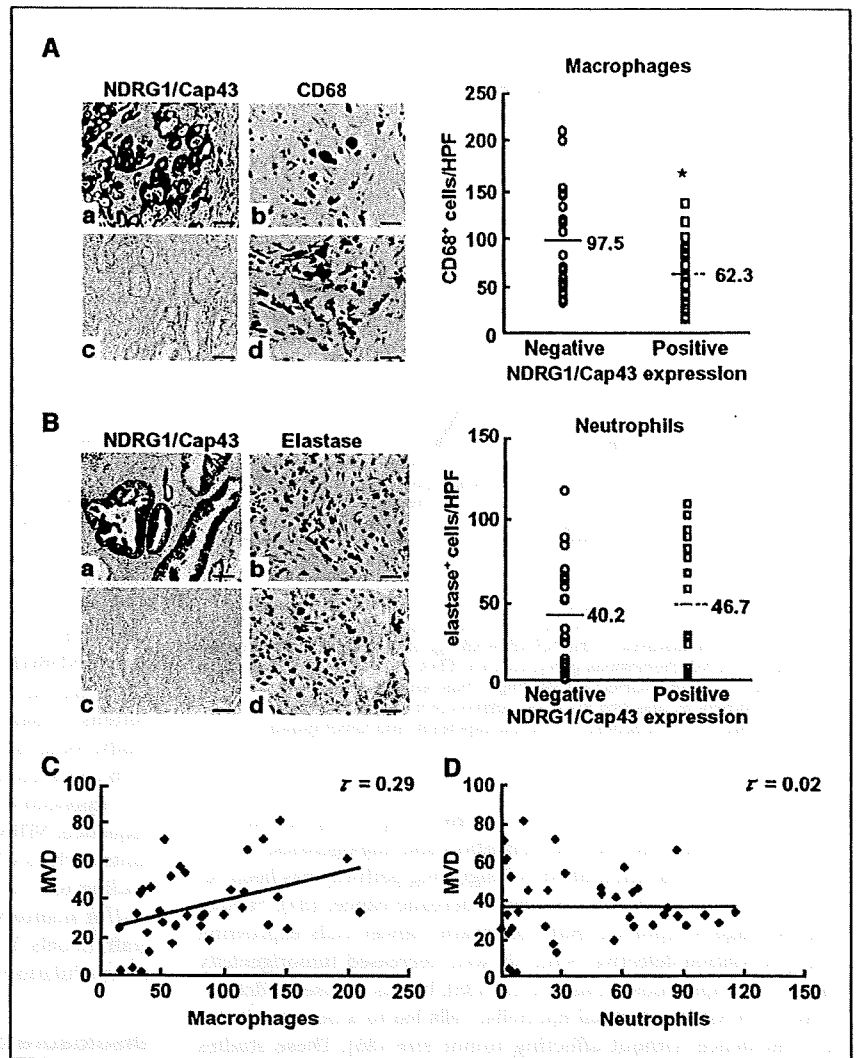 A
NDRG1/Cap43
CD68
a
b
c
d
Macrophages
250
200
150
100
50
0
CD68+ cells/HPF
*
97.5
62.3
Negative
Positive
NDRG1/Cap43 expression
B
NDRG1/Cap43
Elastase
a
b
c
d
Neutrophils
150
100
50
0
elastase+ cells/HPF
40.2
46.7
Negative
Positive
NDRG1/Cap43 expression
C
τ = 0.29
100
80
60
40
20
0
MVD
0
50
100
150
200
250
Macrophages
D
τ = 0.02
100
80
60
40
20
0
MVD
0
30
60
90
120
150
Neutrophils